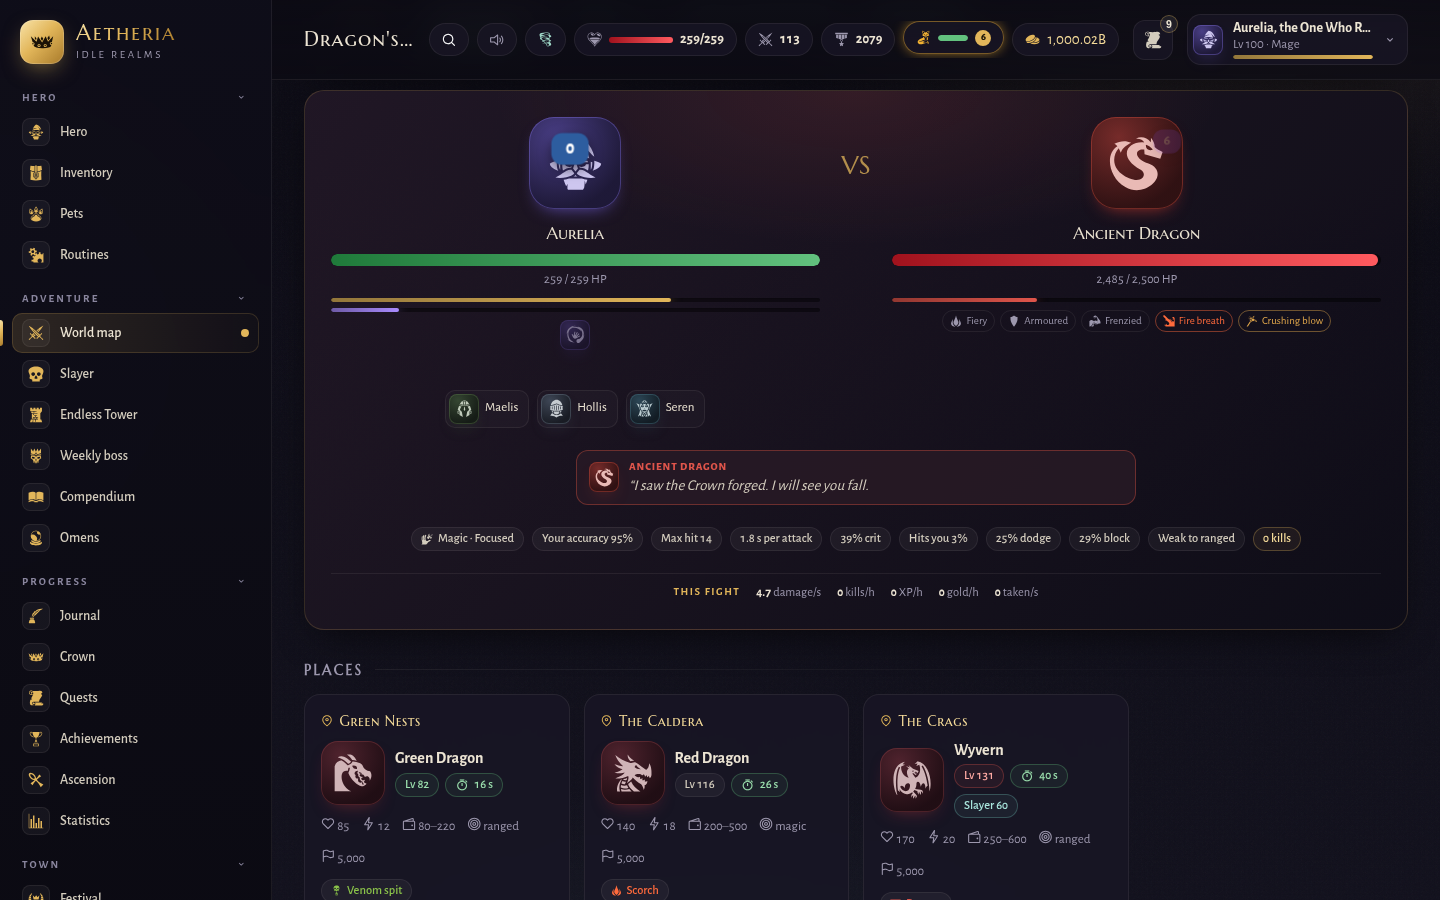 Aetheria
IDLE REALMS
HERO
Hero
Inventory
Pets
Routines
ADVENTURE
World map
Slayer
Endless Tower
Weekly boss
Compendium
Omens
PROGRESS
Journal
Crown
Quests
Achievements
Ascension
Statistics
TOWN
Festival
Dragon's...
259/259
113
2079
6
1,000.02B
9
Aurelia, the One Who R...
Lv 100 · Mage
0
VS
6
Aurelia
Ancient Dragon
259 / 259 HP
2,485 / 2,500 HP
Fiery
Armoured
Frenzied
Fire breath
Crushing blow
Maelis
Hollis
Seren
ANCIENT DRAGON
“I saw the Crown forged. I will see you fall.
Magic · Focused
Your accuracy 95%
Max hit 14
1.8 s per attack
39% crit
Hits you 3%
25% dodge
29% block
Weak to ranged
0 kills
THIS FIGHT 4.7 damage/s 0 kills/h 0 XP/h 0 gold/h 0 taken/s
PLACES
Green Nests
Green Dragon
Lv 82 16 s
85 12 80–220 ranged
5,000
Venom spit
The Caldera
Red Dragon
Lv 116 26 s
140 18 200–500 magic
5,000
Scorch
The Crags
Wyvern
Lv 131 40 s
Slayer 60
170 20 250–600 ranged
5,000